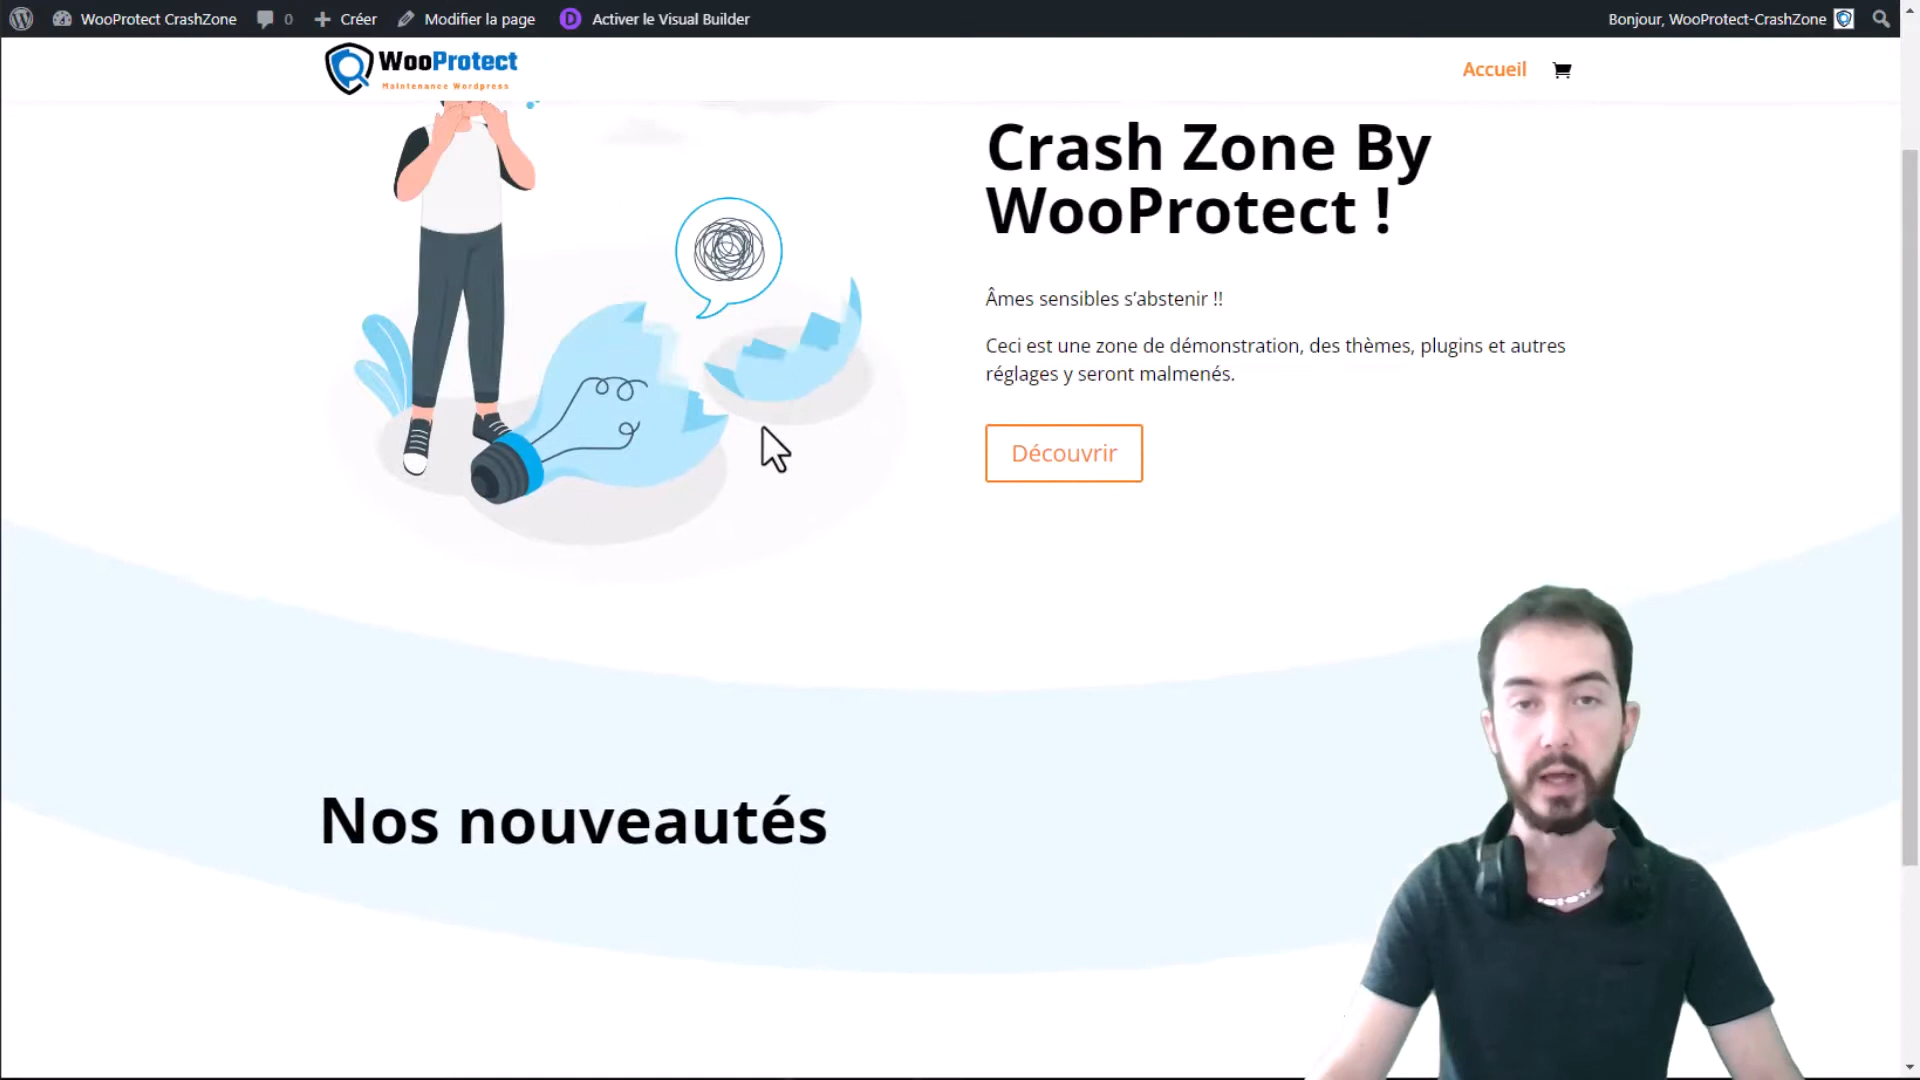 WooProtect CrashZone 0 Créer Modifier la page Activer le Visual Builder Bonjour, WooProtect-CrashZone
WooProtect
Maintenance Wordpress
Accueil
Crash Zone By
WooProtect !
Âmes sensibles s’abstenir !!
Ceci est une zone de démonstration, des thèmes, plugins et autres
réglages y seront malmenés.
Découvrir
Nos nouveautés